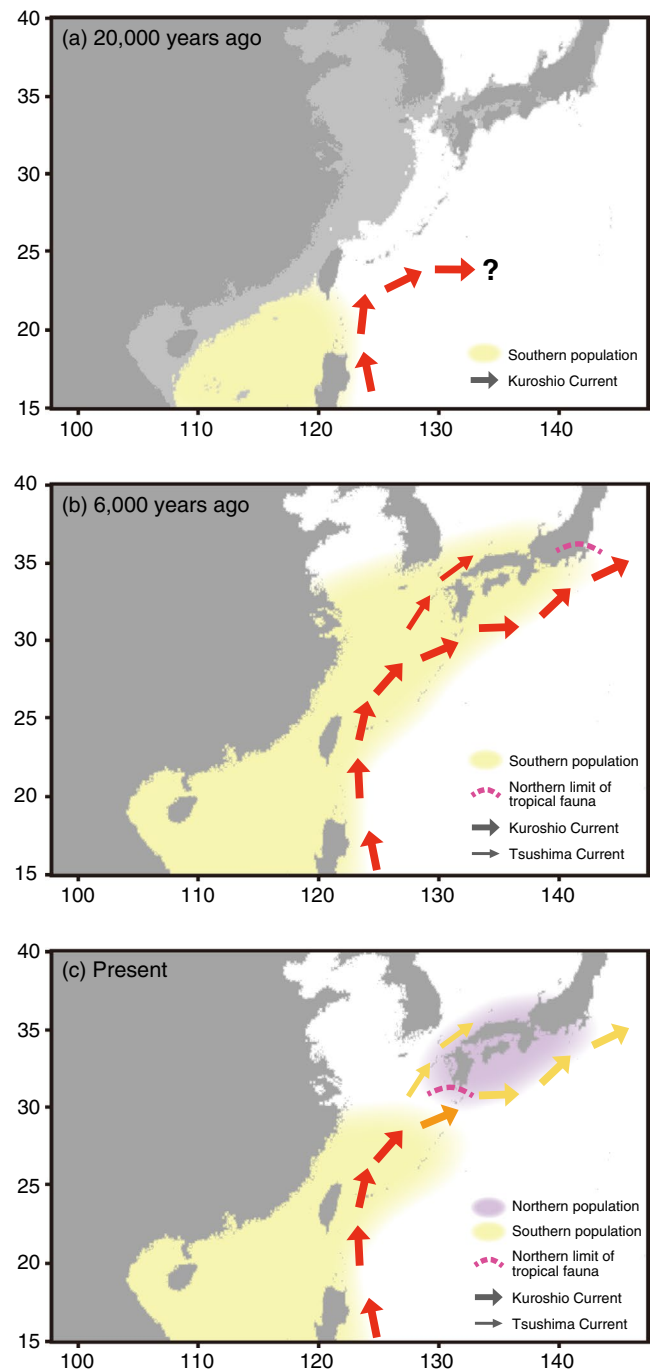 40
(a) 20,000 years ago
35
30
25
?
20
Southern population
Kuroshio Current
15
100 110 120 130 140
40
(b) 6,000 years ago
35
30
25
20
Southern population
Northern limit of
tropical fauna
Kuroshio Current
Tsushima Current
15
100 110 120 130 140
40
(c) Present
35
30
25
20
Northern population
Southern population
Northern limit of
tropical fauna
Kuroshio Current
Tsushima Current
15
100 110 120 130 140